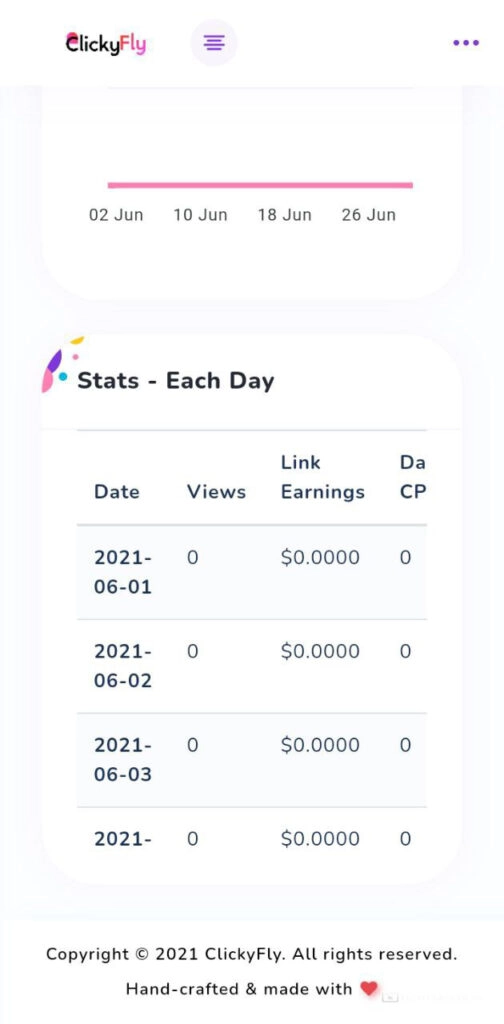 ClickyFly
02 Jun 10 Jun 18 Jun 26 Jun
Stats - Each Day
Link Da
Date Views Earnings CP
2021- 0 $0.0000 0
06-01
2021- 0 $0.0000 0
06-02
2021- 0 $0.0000 0
06-03
2021- 0 $0.0000 0
Copyright © 2021 ClickyFly. All rights reserved.
Hand-crafted & made with